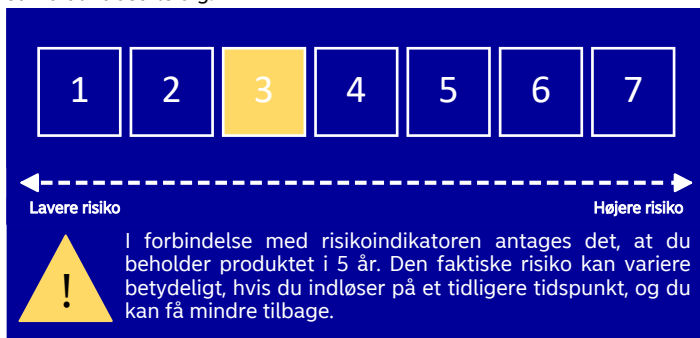 1 2 3 4 5 6 7
Lavere risiko Højere risiko
I forbindelse med risikoindikatoren antages det, at du
beholder produktet i 5 år. Den faktiske risiko kan variere
betydeligt, hvis du indløser på et tidligere tidspunkt, og du
kan få mindre tilbage.
!